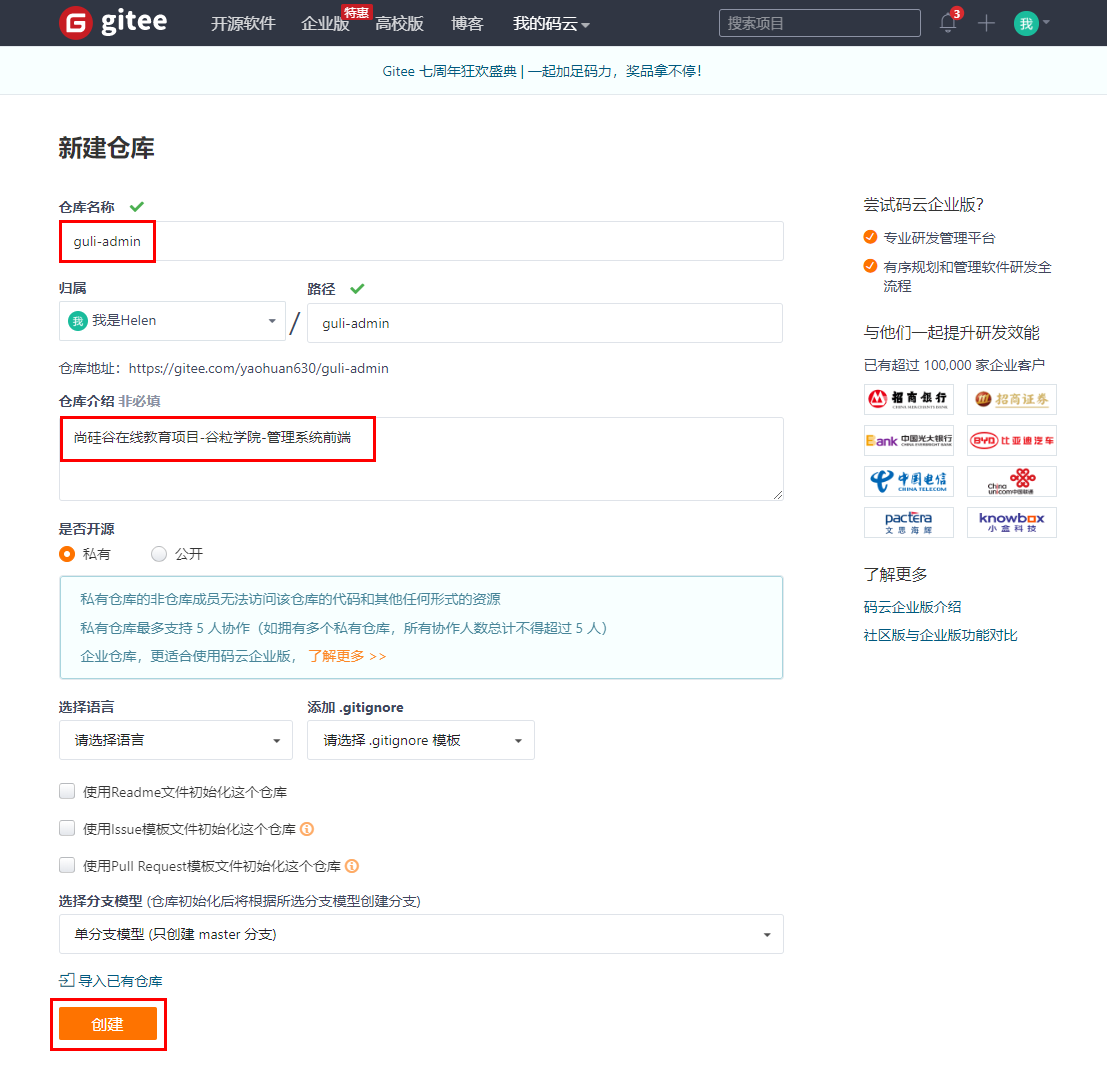 gitee
开源软件
企业版
特惠
高校版
博客
我的码云
搜索项目
3
我
Gitee 七周年狂欢盛典 | 一起加足码力，奖品拿不停！
新建仓库
仓库名称
guli-admin
归属
路径
我 我是Helen
/
guli-admin
仓库地址：https://gitee.com/yaohuan630/guli-admin
仓库介绍 非必填
尚硅谷在线教育项目-谷粒学院-管理系统前端
是否开源
私有
公开
私有仓库的非仓库成员无法访问该仓库的代码和其他任何形式的资源
私有仓库最多支持 5 人协作（如拥有多个私有仓库，所有协作人数总计不得超过 5 人）
企业仓库，更适合使用码云企业版， 了解更多 >>
选择语言
添加 .gitignore
请选择语言
请选择 .gitignore 模板
使用Readme文件初始化这个仓库
使用Issue模板文件初始化这个仓库
使用Pull Request模板文件初始化这个仓库
选择分支模型 (仓库初始化后将根据所选分支模型创建分支)
单分支模型 (只创建 master 分支)
导入已有仓库
创建
尝试码云企业版？
专业研发管理平台
有序规划和管理软件研发全
流程
与他们一起提升研发效能
已有超过 100,000 家企业客户
招商银行
CHINA MERCHANTS BANK
招商证券
Bank 中国光大银行
CHINA EVERBRIGHT BANK
BYD 比亚迪汽车
中国电信
CHINA TELECOM
China
unicom中国联通
pactera
文思海辉
knowbox
小盒科技
了解更多
码云企业版介绍
社区版与企业版功能对比